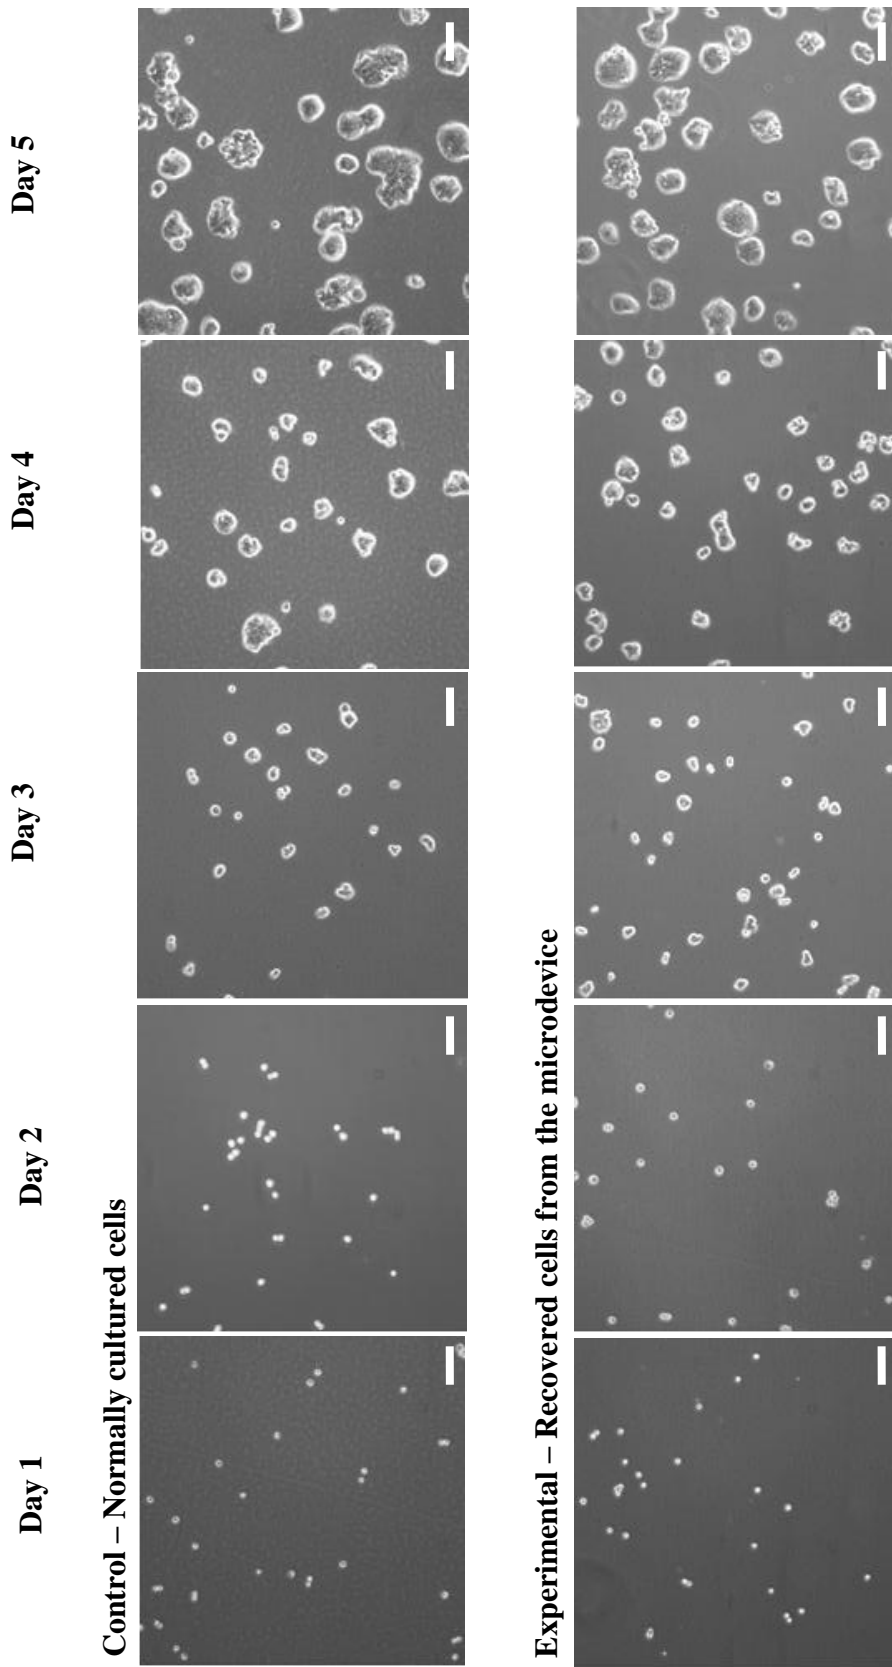 Day 1
Day 2
Day 3
Day 4
Day 5
Control – Normally cultured cells
Experimental – Recovered cells from the microdevice